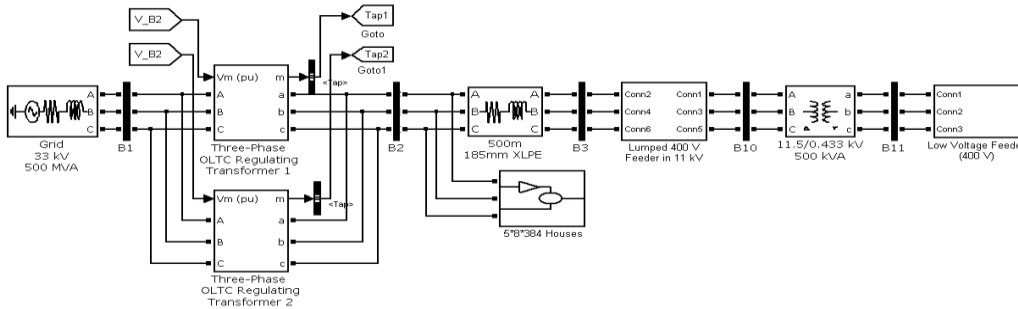 V_B2
Tap1
Goto
V_B2
Tap2
Goto1
Vm (pu) m
<Tap>
A A A a A A A Conn2 Conn1 A a Conn1
B B B b B B B Conn4 Conn3 B b Conn2
C C C c C C C Conn6 Conn5 C c Conn3
Grid
33 kV
500 MVA
B1
Three-Phase
OLTC Regulating
Transformer 1
B2
500m
185mm XLPE
B3
Lumped 400 V
Feeder in 11 kV
B10
11.5/0.433 kV
500 kVA
B11
Low Voltage Feede
(400 V)
Vm (pu) m
<Tap>
A a
B b
C c
5*8*384 Houses
Three-Phase
OLTC Regulating
Transformer 2